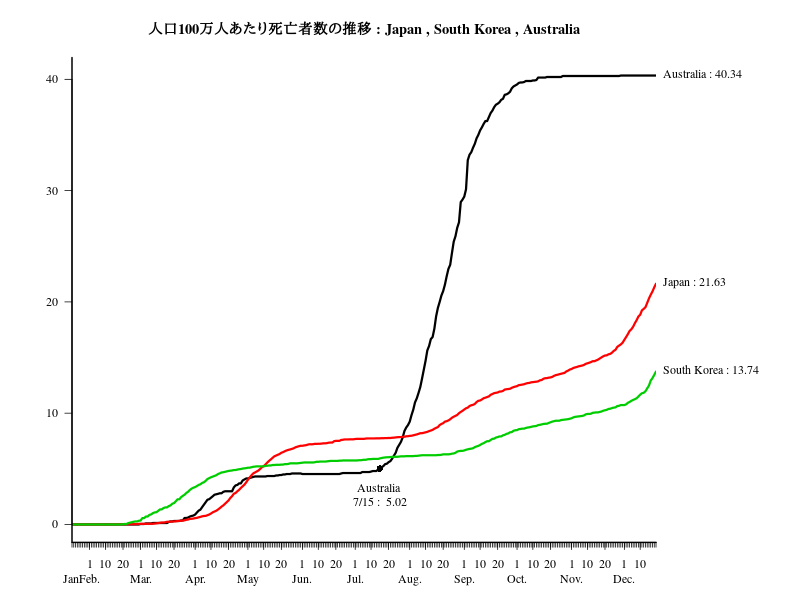 人口100万人あたり死亡者数の推移 : Japan , South Korea , Australia
40
30
20
10
0
Australia : 40.34
Japan : 21.63
South Korea : 13.74
Australia
7/15 : 5.02
1 10 20 1 10 20 1 10 20 1 10 20 1 10 20 1 10 20 1 10 20 1 10 20 1 10 20 1 10 20 1 10
JanFeb. Mar. Apr. May Jun. Jul. Aug. Sep. Oct. Nov. Dec.